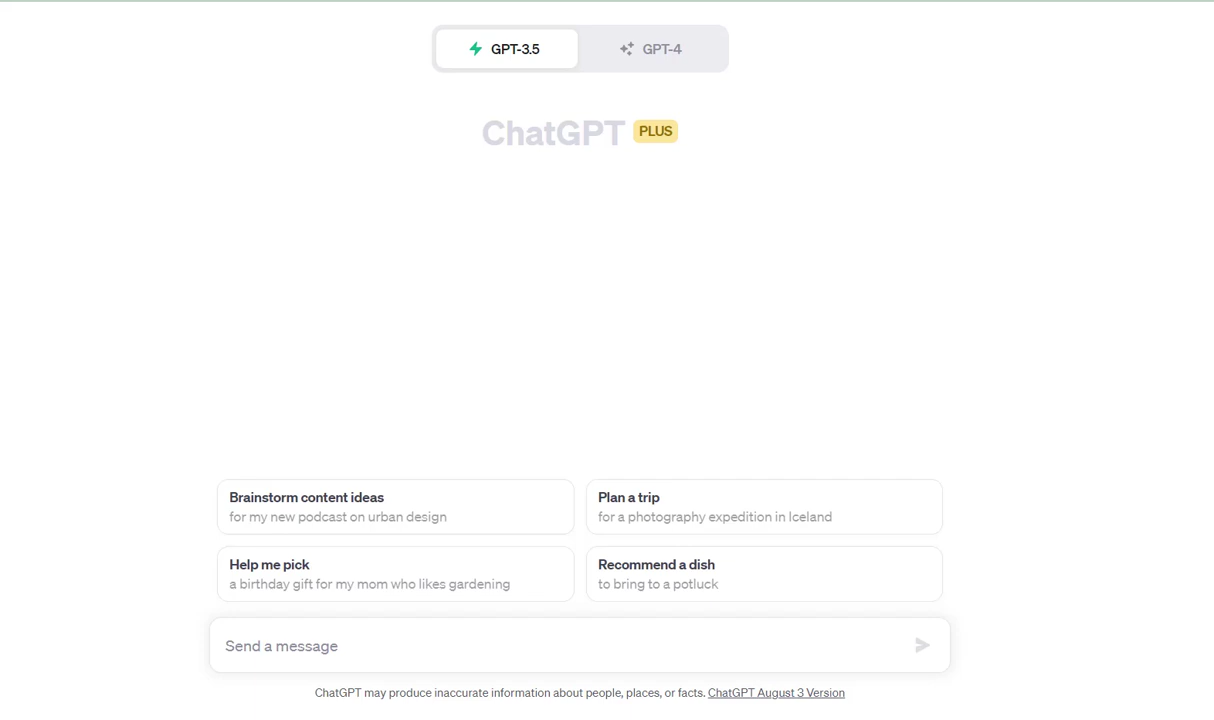 GPT-3.5
GPT-4
ChatGPT PLUS
Brainstorm content ideas
for my new podcast on urban design
Plan a trip
for a photography expedition in Iceland
Help me pick
a birthday gift for my mom who likes gardening
Recommend a dish
to bring to a potluck
Send a message
ChatGPT may produce inaccurate information about people, places, or facts. ChatGPT August 3 Version